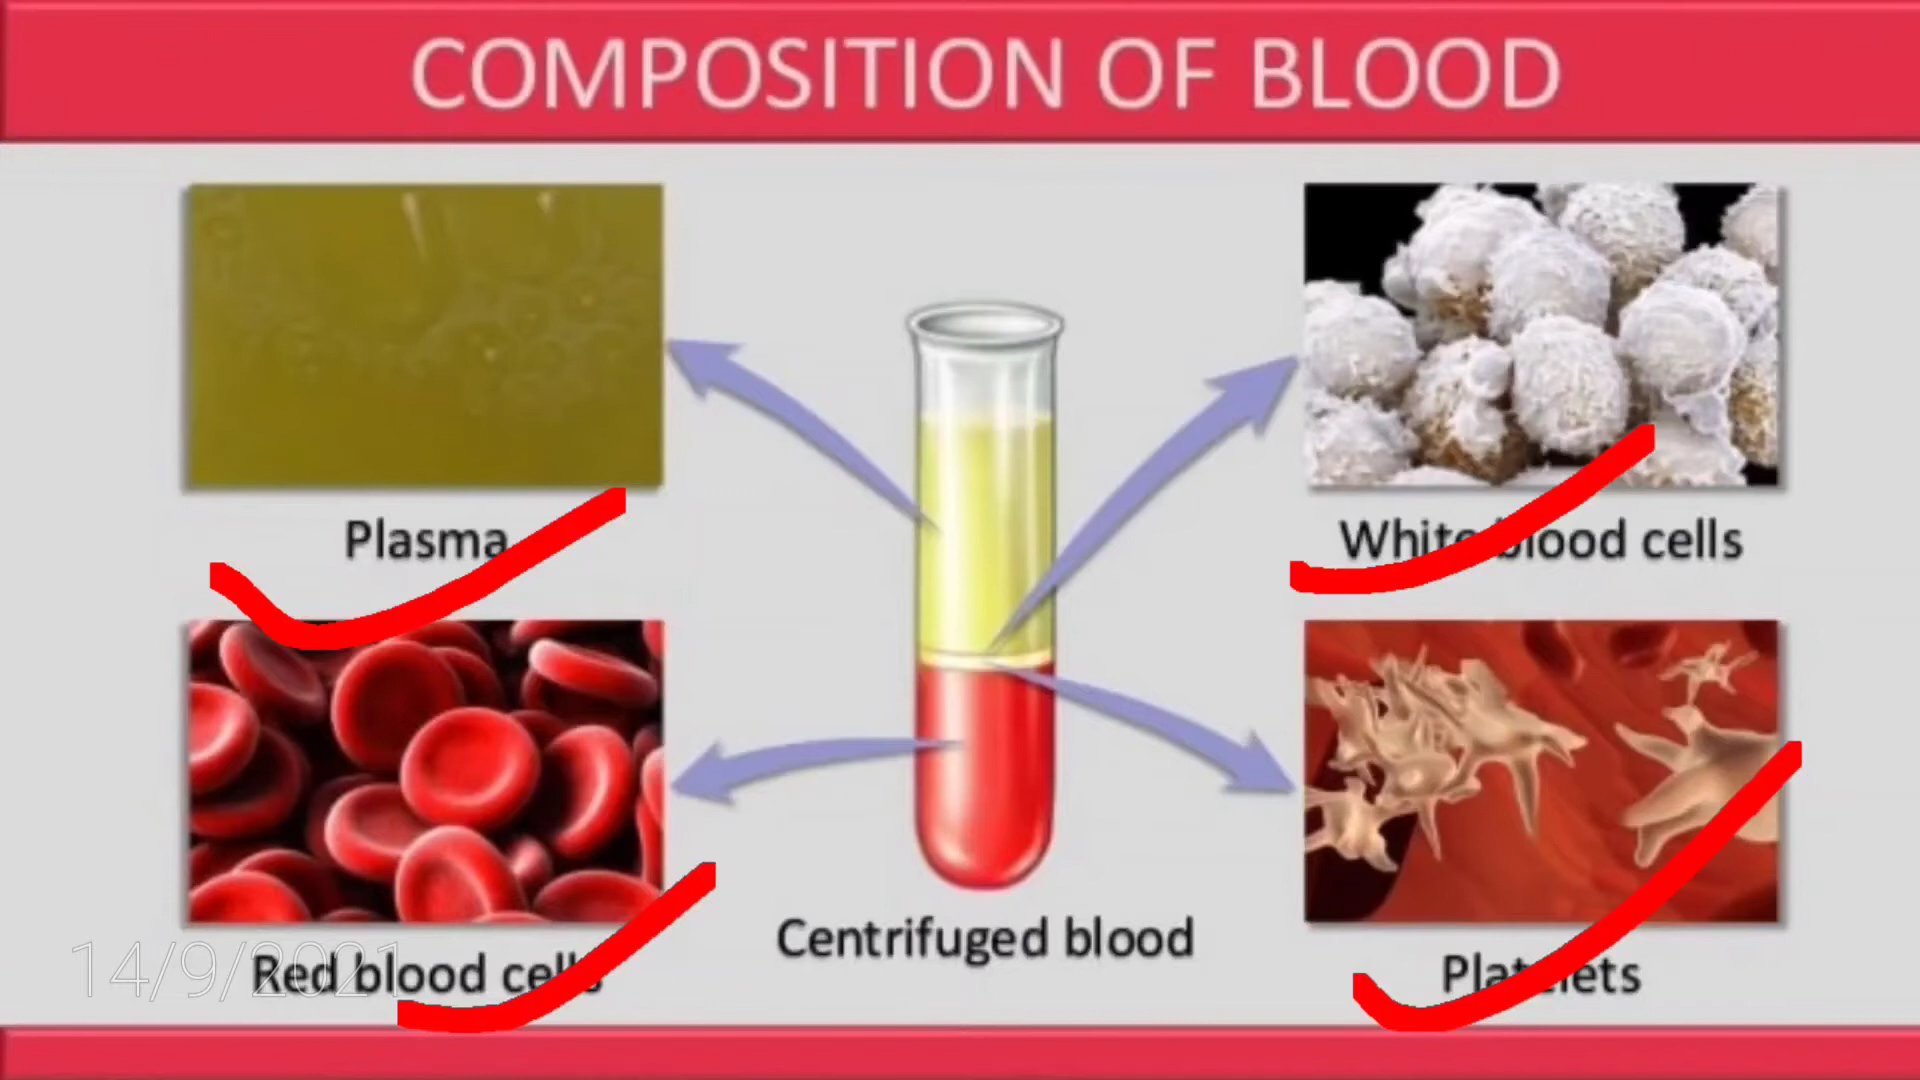 COMPOSITION OF BLOOD
Plasma
White blood cells
Red blood cells
Centrifuged blood
Platelets
14/9/2021